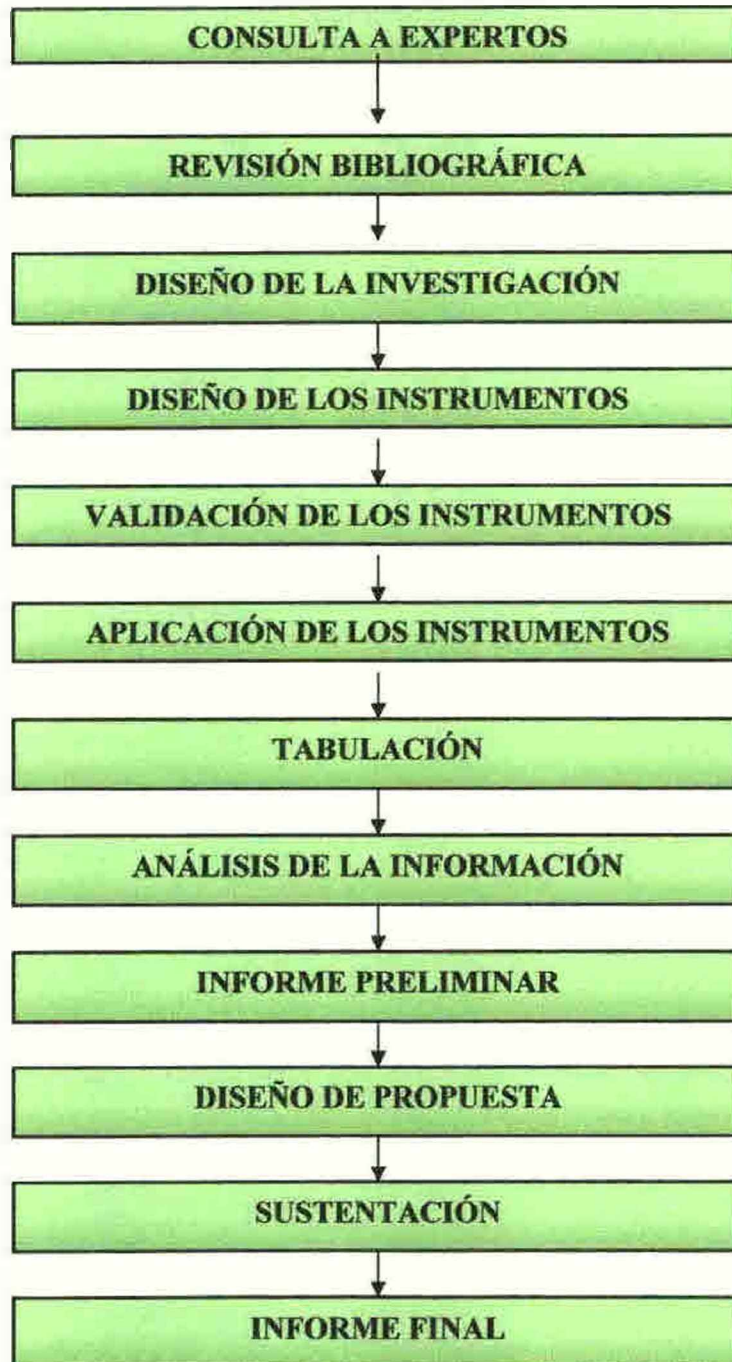 CONSULTA A EXPERTOS
REVISIÓN BIBLIOGRÁFICA
DISEÑO DE LA INVESTIGACIÓN
DISEÑO DE LOS INSTRUMENTOS
VALIDACIÓN DE LOS INSTRUMENTOS
APLICACIÓN DE LOS INSTRUMENTOS
TABULACIÓN
ANÁLISIS DE LA INFORMACIÓN
INFORME PRELIMINAR
DISEÑO DE PROPUESTA
SUSTENTACIÓN
INFORME FINAL